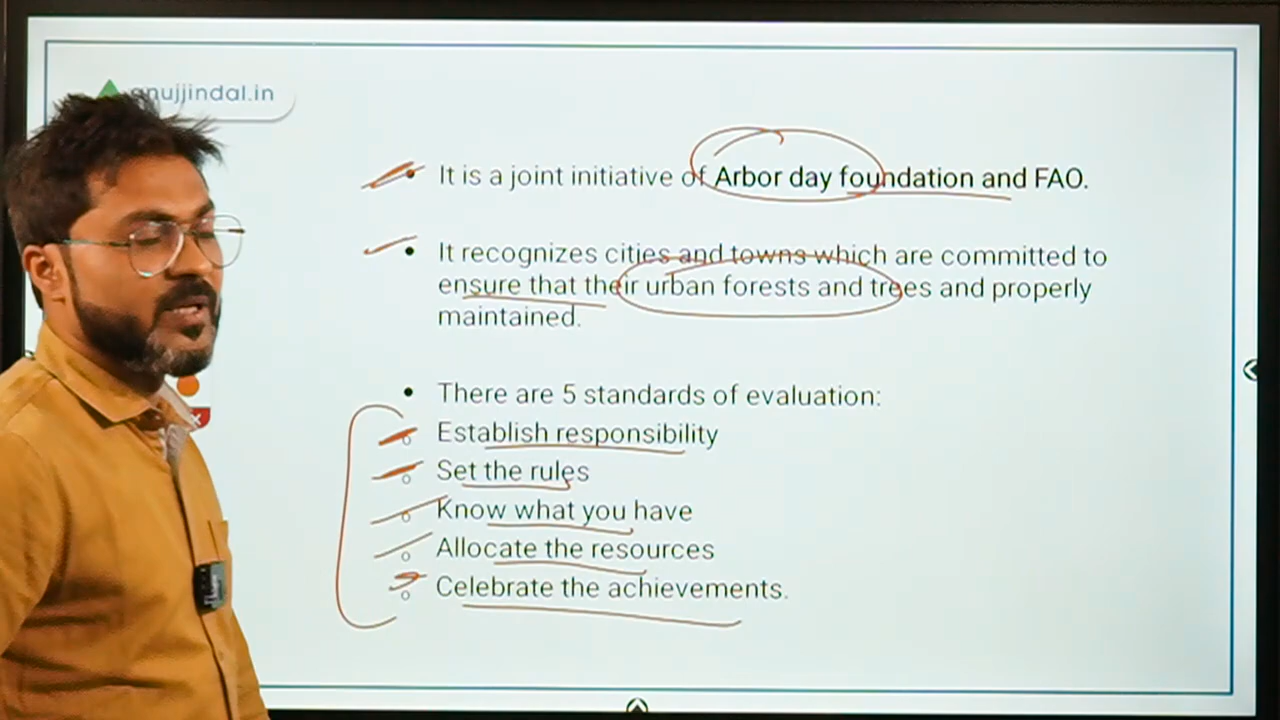 anujjindal.in
It is a joint initiative of Arbor day foundation and FAO.
It recognizes cities and towns which are committed to
ensure that their urban forests and trees and properly
maintained.
There are 5 standards of evaluation:
Establish responsibility
Set the rules
Know what you have
Allocate the resources
Celebrate the achievements.